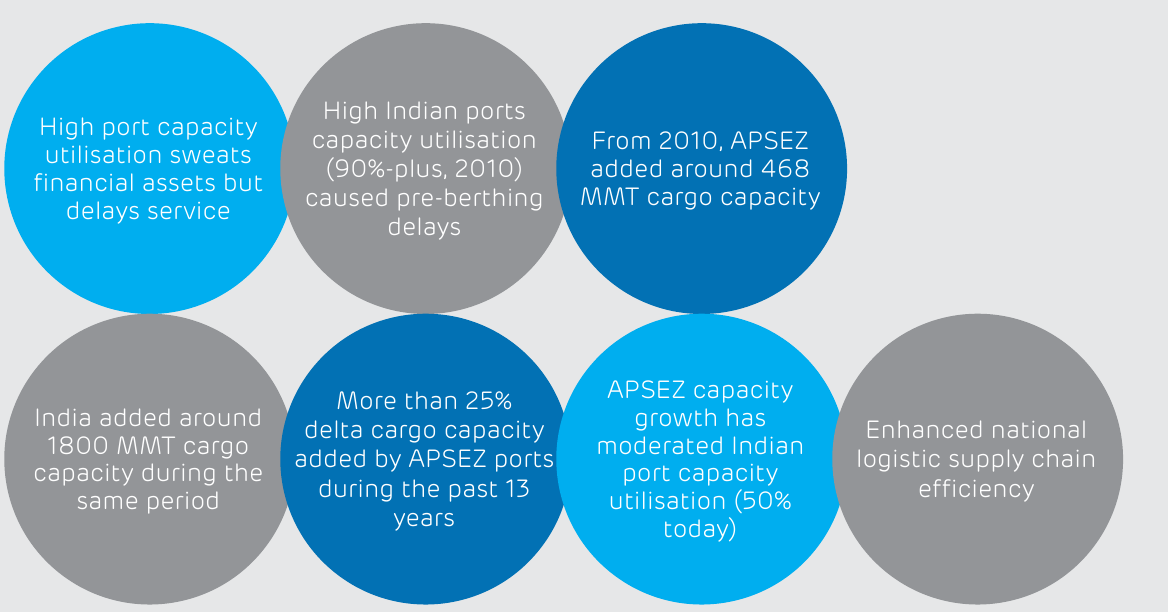 High port capacity
utilisation sweats
financial assets but
delays service
High Indian ports
capacity utilisation
(90%-plus, 2010)
caused pre-berthing
delays
From 2010, APSEZ
added around 468
MMT cargo capacity
India added around
1800 MMT cargo
capacity during the
same period
More than 25%
delta cargo capacity
added by APSEZ ports
during the past 13
years
APSEZ capacity
growth has
moderated Indian
port capacity
utilisation (50%
today)
Enhanced national
logistic supply chain
efficiency